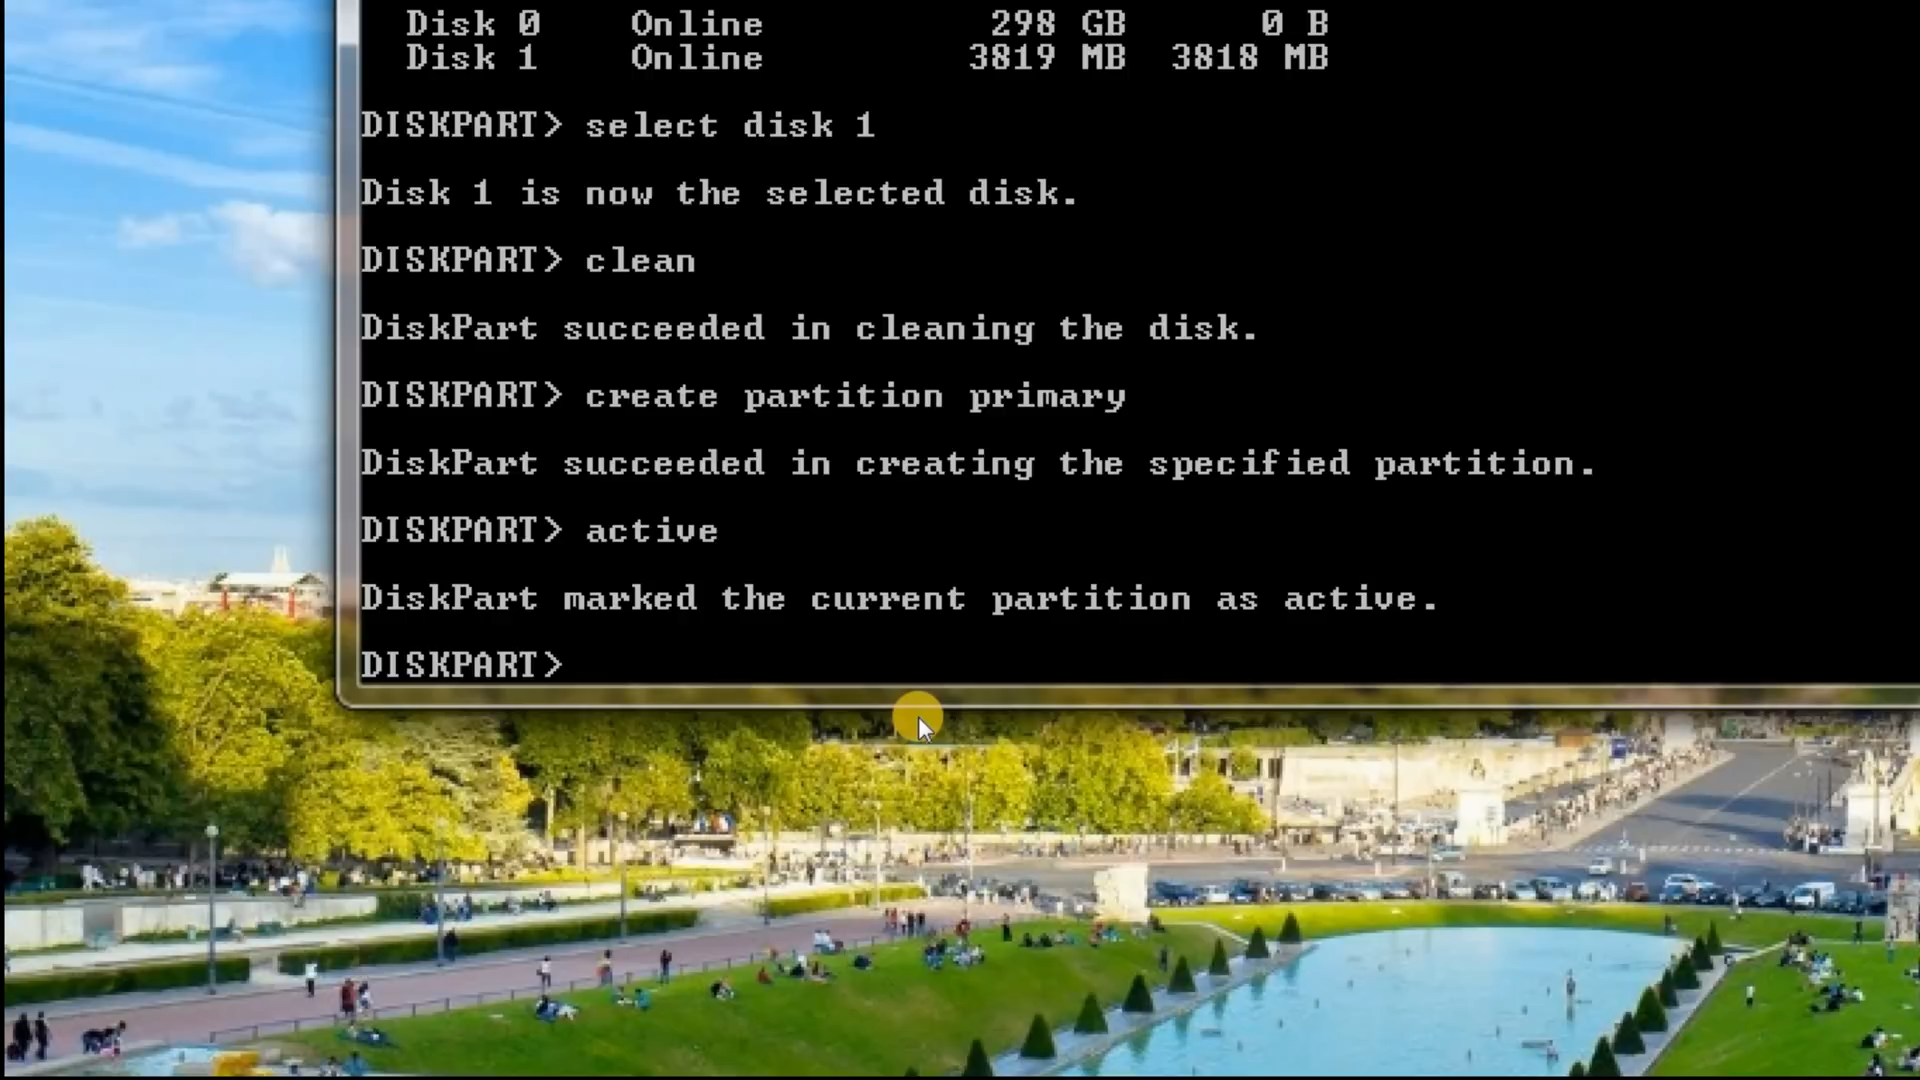 Disk 0    Online          298 GB      0 B
Disk 1    Online         3819 MB  3818 MB
DISKPART> select disk 1
Disk 1 is now the selected disk.
DISKPART> clean
DiskPart succeeded in cleaning the disk.
DISKPART> create partition primary
DiskPart succeeded in creating the specified partition.
DISKPART> active
DiskPart marked the current partition as active.
DISKPART>